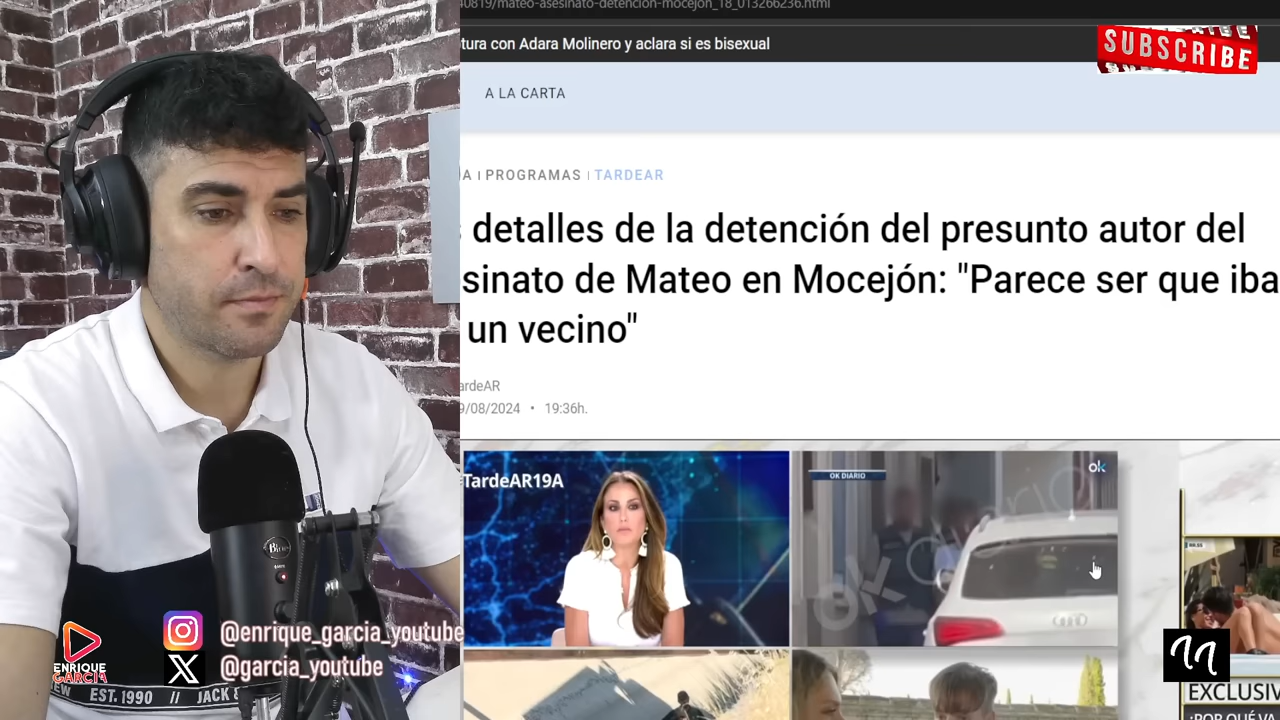 40819/mateo-asesinato-detencion-mocejon_18_013266236.html
tura con Adara Molinero y aclara si es bisexual
SUBSCRIBE
A LA CARTA
A | PROGRAMAS | TARDEAR
detalles de la detención del presunto autor del
sinato de Mateo en Mocejón: "Parece ser que iba
un vecino"
ardeAR
9/08/2024 • 19:36h.
TardeAR19A
OK DIARIO
ok
ok diario
Blue
@enrique_garcia_youtube
@garcia_youtube
ENRIQUE
GARCIA
EST. 1990 // JACK &
EXCLUSIV
¿POR QUÉ VA